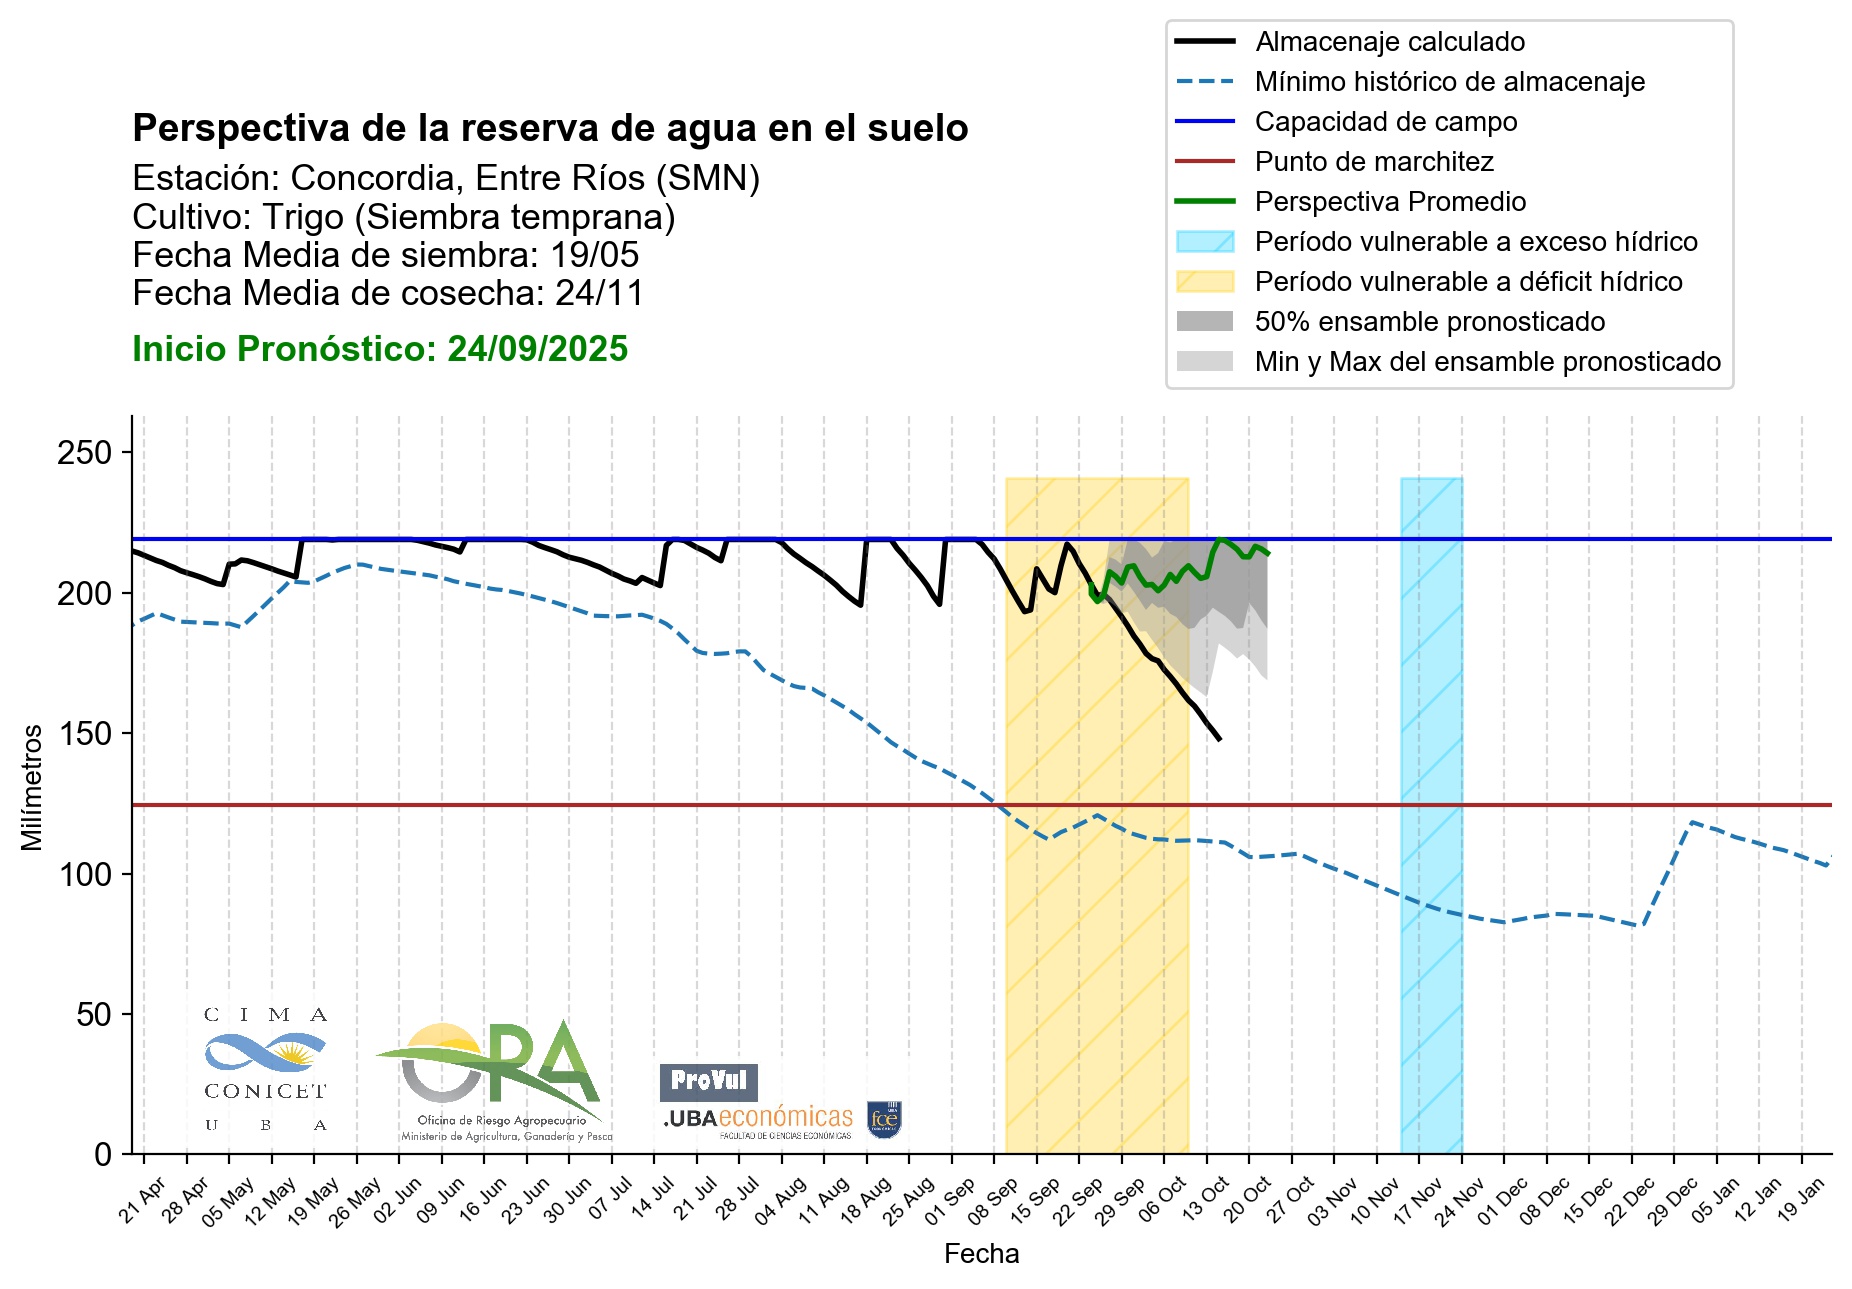 Almacenaje calculado
Mínimo histórico de almacenaje
Capacidad de campo
Punto de marchitez
Perspectiva Promedio
Período vulnerable a exceso hídrico
Período vulnerable a déficit hídrico
50% ensamble pronosticado
Min y Max del ensamble pronosticado
Perspectiva de la reserva de agua en el suelo
Estación: Concordia, Entre Ríos (SMN)
Cultivo: Trigo (Siembra temprana)
Fecha Media de siembra: 19/05
Fecha Media de cosecha: 24/11
Inicio Pronóstico: 24/09/2025
Milímetros
250
200
150
100
50
0
CIMA
CONICET
UBA
ORA
Oficina de Riesgo Agropecuario
Ministerio de Agricultura, Ganadería y Pesca
ProVul
.UBAeconómicas
FACULTAD DE CIENCIAS ECONÓMICAS
fce
21 Apr
28 Apr
05 May
12 May
19 May
26 May
02 Jun
09 Jun
16 Jun
23 Jun
30 Jun
07 Jul
14 Jul
21 Jul
28 Jul
04 Aug
11 Aug
18 Aug
25 Aug
01 Sep
08 Sep
15 Sep
22 Sep
29 Sep
06 Oct
13 Oct
20 Oct
27 Oct
03 Nov
10 Nov
17 Nov
24 Nov
01 Dec
08 Dec
15 Dec
22 Dec
29 Dec
05 Jan
12 Jan
19 Jan
Fecha